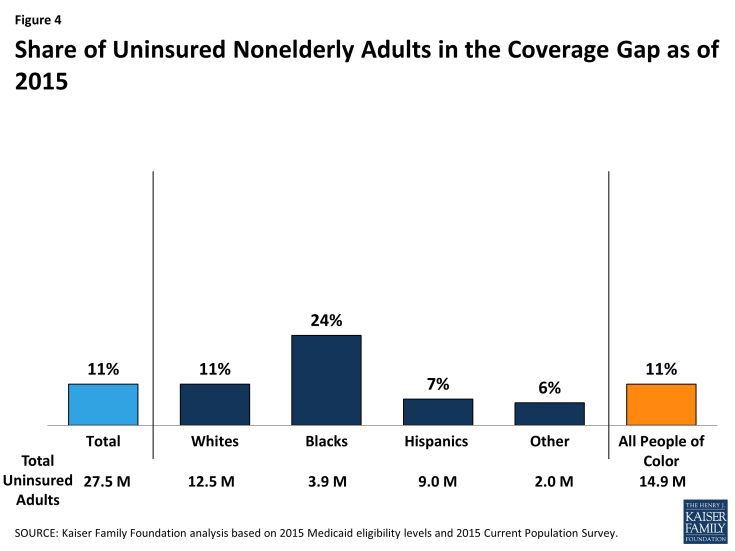 Figure 4
Share of Uninsured Nonelderly Adults in the Coverage Gap as of
2015
11%
11%
24%
7%
6%
11%
Total
Whites
Blacks
Hispanics
Other
All People of
Color
Total
Uninsured
Adults
27.5 M
12.5 M
3.9 M
9.0 M
2.0 M
14.9 M
SOURCE: Kaiser Family Foundation analysis based on 2015 Medicaid eligibility levels and 2015 Current Population Survey.
THE HENRY J.
KAISER
FAMILY
FOUNDATION